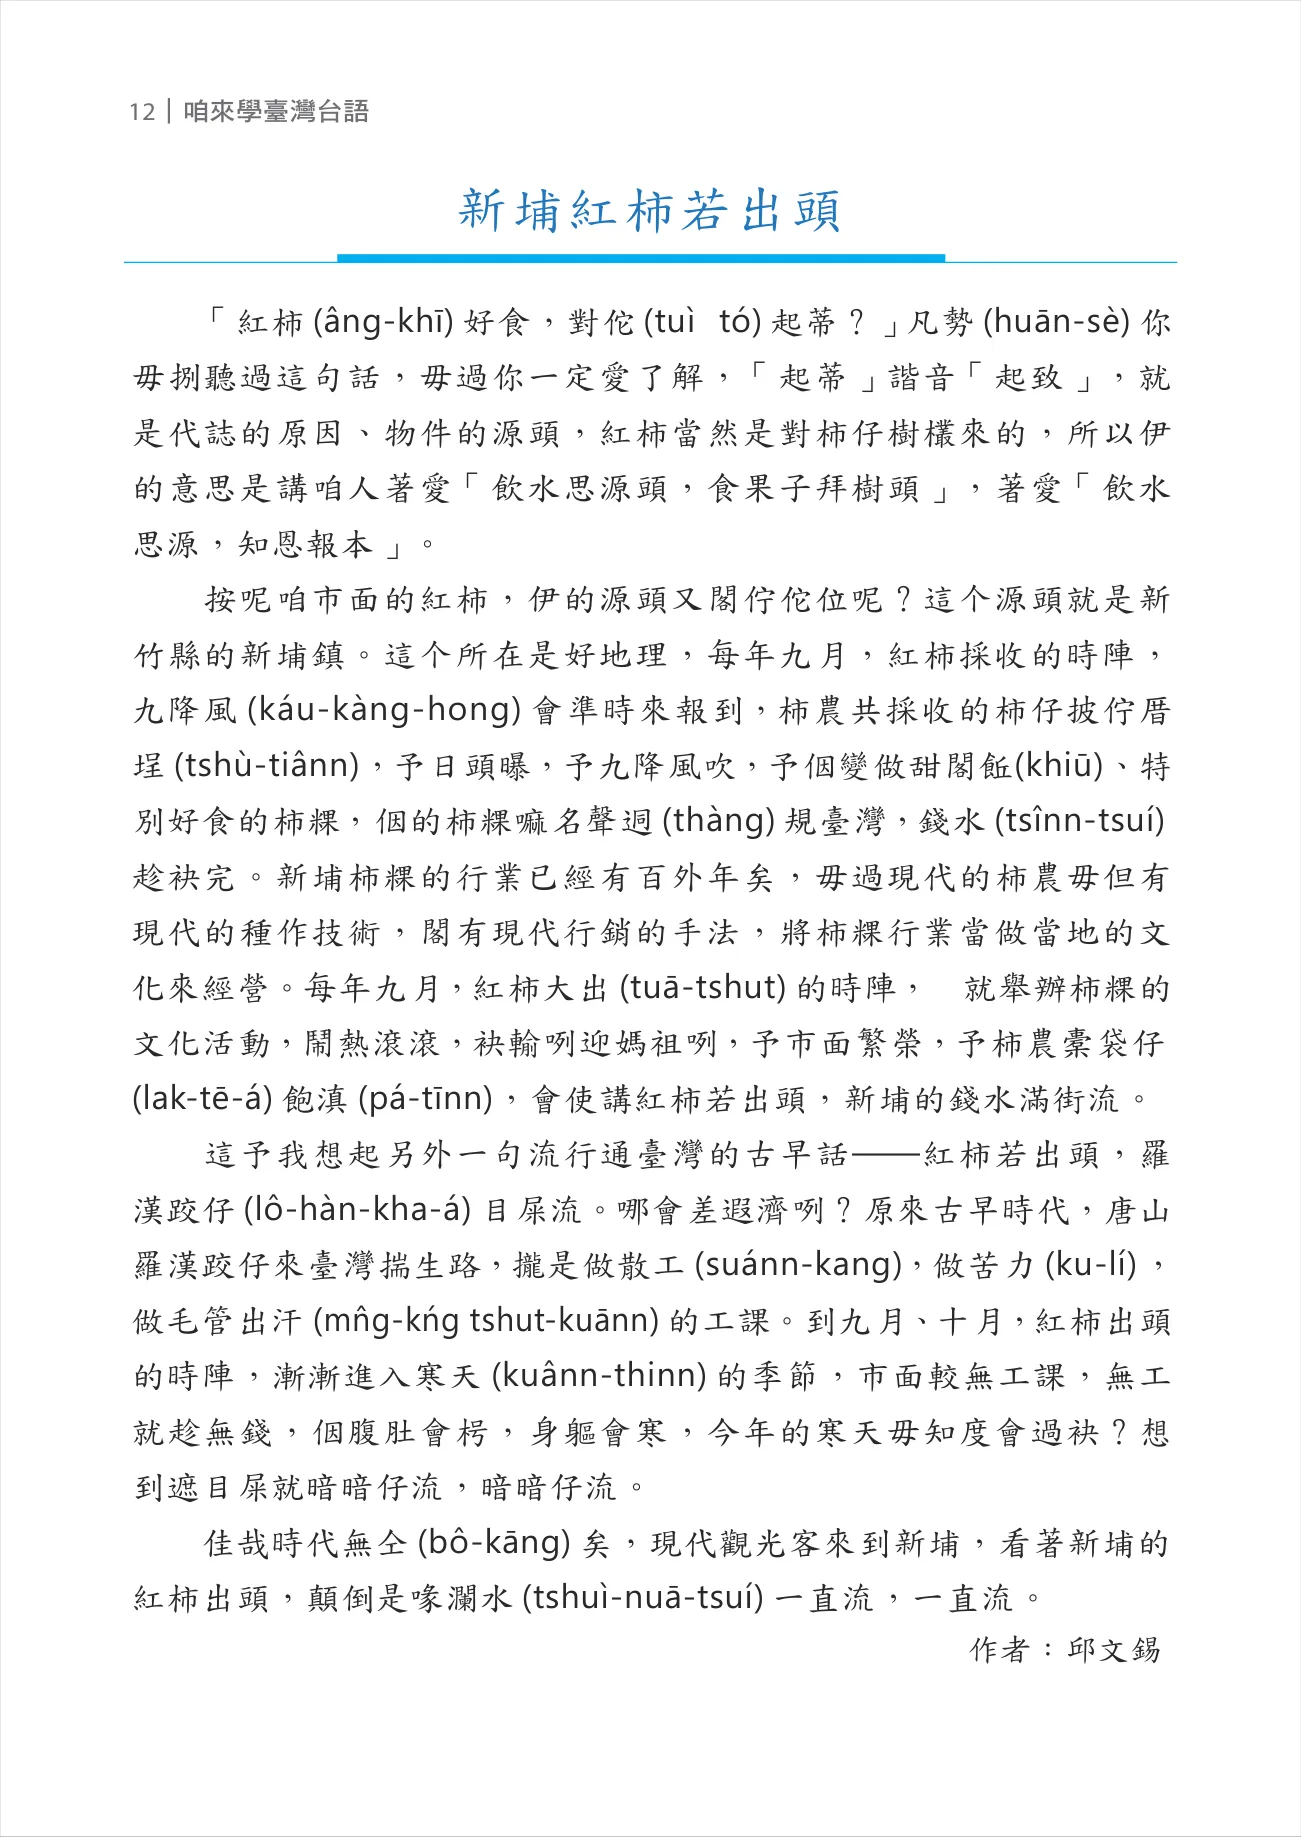 12｜咱來學臺灣台語
新埔紅柿若出頭
「紅柿 (âng-khī) 好食，對佗 (tuì tó) 起蒂？」凡勢 (huān-sè) 你
毋捌聽過這句話，毋過你一定愛了解，「起蒂」諧音「起致」，就
是代誌的原因、物件的源頭，紅柿當然是對柿仔樹欉來的，所以伊
的意思是講咱人著愛「飲水思源頭，食果子拜樹頭」，著愛「飲水
思源，知恩報本」。
按呢咱市面的紅柿，伊的源頭又閣佇佗位呢？這个源頭就是新
竹縣的新埔鎮。這个所在是好地理，每年九月，紅柿採收的時陣，
九降風 (káu-kàng-hong) 會準時來報到，柿農共採收的柿仔披佇厝
埕 (tshù-tiânn)，予日頭曝，予九降風吹，予𪜶變做甜閣飳(khiū)、特
別好食的柿粿，𪜶的柿粿嘛名聲迵 (thàng) 規臺灣，錢水 (tsînn-tsuí)
趁袂完。新埔柿粿的行業已經有百外年矣，毋過現代的柿農毋但有
現代的種作技術，閣有現代行銷的手法，將柿粿行業當做當地的文
化來經營。每年九月，紅柿大出 (tuā-tshut) 的時陣， 就舉辦柿粿的
文化活動，鬧熱滾滾，袂輸咧迎媽祖咧，予市面繁榮，予柿農橐袋仔
(lak-tē-á) 飽滇 (pá-tīnn)，會使講紅柿若出頭，新埔的錢水滿街流。
這予我想起另外一句流行通臺灣的古早話——紅柿若出頭，羅
漢跤仔 (lô-hàn-kha-á) 目屎流。哪會差遐濟咧？原來古早時代，唐山
羅漢跤仔來臺灣揣生路，攏是做散工 (suánn-kang)，做苦力 (ku-lí)，
做毛管出汗 (mn̂g-kńg tshut-kuānn) 的工課。到九月、十月，紅柿出頭
的時陣，漸漸進入寒天 (kuânn-thinn) 的季節，市面較無工課，無工
就趁無錢，個腹肚會枵，身軀會寒，今年的寒天毋知度會過袂？想
到遮目屎就暗暗仔流，暗暗仔流。
佳哉時代無仝 (bô-kāng) 矣，現代觀光客來到新埔，看著新埔的
紅柿出頭，顛倒是喙瀾水 (tshuì-nuā-tsuí) 一直流，一直流。
作者：邱文錫